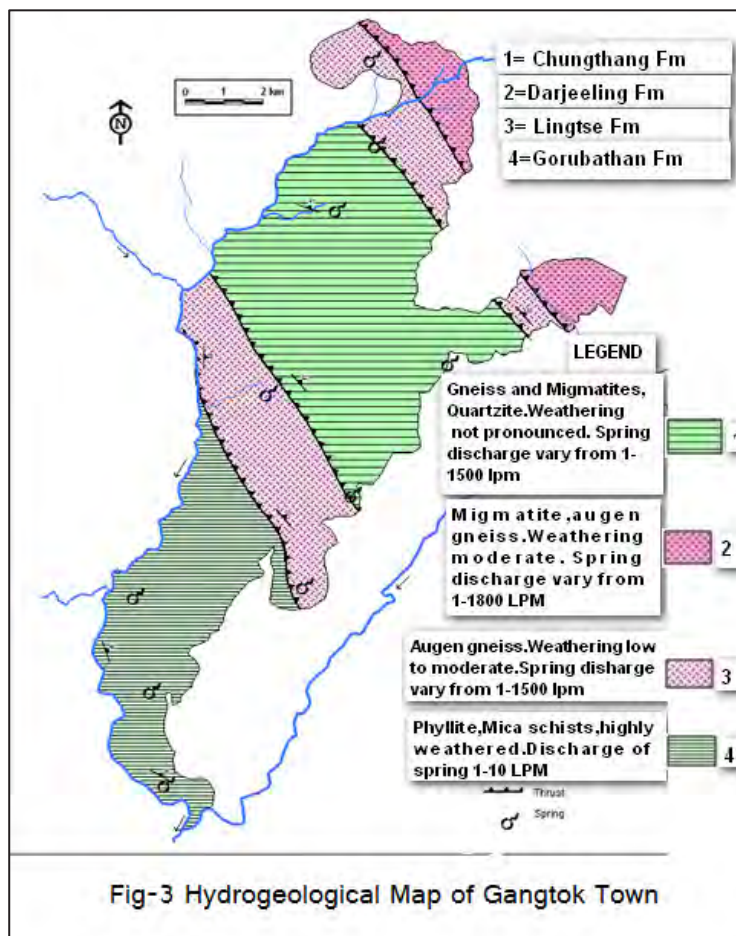 1= Chungthang Fm
2=Darjeeling Fm
3= Lingtse Fm
4=Gorubathan Fm
0 1 2 km
N
LEGEND
Gneiss and Migmatites,
Quartzite.Weathering
not pronounced. Spring
discharge vary from 1-
1500 lpm
Migmatite,augen
gneiss.Weathering
moderate. Spring
discharge vary from
1-1800 LPM
2
Augen gneiss.Weathering low
to moderate.Spring disharge
vary from 1-1500 lpm
3
Phyllite,Mica schists,highly
weathered.Discharge of
spring 1-10 LPM
4
Thrust
Spring
Fig-3 Hydrogeological Map of Gangtok Town